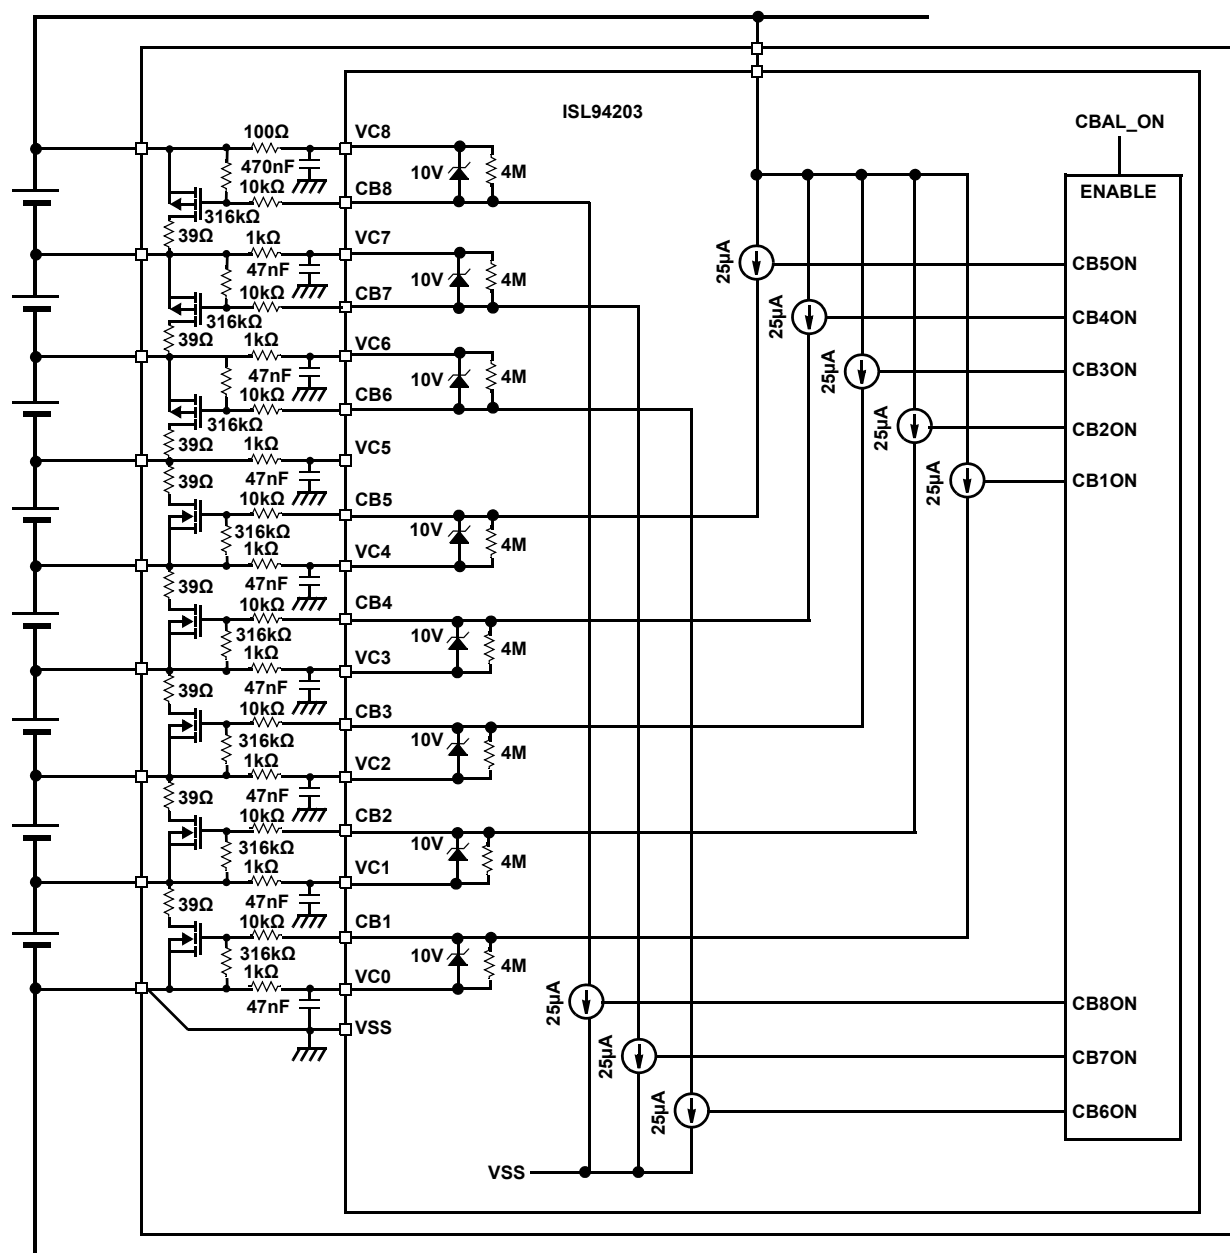 ISL94203
CBAL_ON
ENABLE
100Ω
VC8
470nF
10V
4M
10kΩ
CB8
316kΩ
39Ω
1kΩ
VC7
47nF
10V
4M
10kΩ
CB7
316kΩ
39Ω
1kΩ
VC6
47nF
10V
4M
10kΩ
CB6
316kΩ
39Ω
1kΩ
VC5
39Ω
47nF
10kΩ
CB5
316kΩ
10V
4M
1kΩ
VC4
39Ω
47nF
10kΩ
CB4
316kΩ
10V
4M
1kΩ
VC3
39Ω
47nF
10kΩ
CB3
316kΩ
10V
4M
1kΩ
VC2
39Ω
47nF
10kΩ
CB2
316kΩ
10V
4M
1kΩ
VC1
39Ω
47nF
10kΩ
CB1
316kΩ
10V
4M
1kΩ
VC0
47nF
VSS
25µA
CB5ON
25µA
CB4ON
25µA
CB3ON
25µA
CB2ON
25µA
CB1ON
25µA
CB8ON
25µA
CB7ON
25µA
CB6ON
VSS